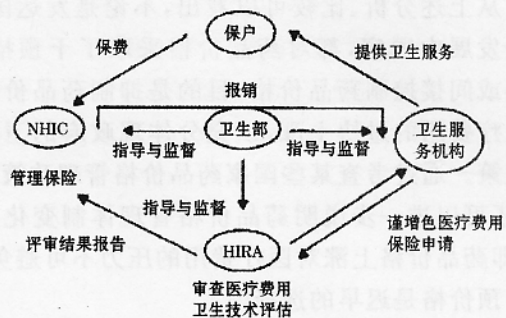 保户
保费
提供卫生服务
报销
NHIC
卫生部
卫生服
务机构
指导与监督
指导与监督
管理保险
指导与监督
谨增色医疗费用
保险申请
评审结果报告
HIRA
审查医疗费用
卫生技术评估